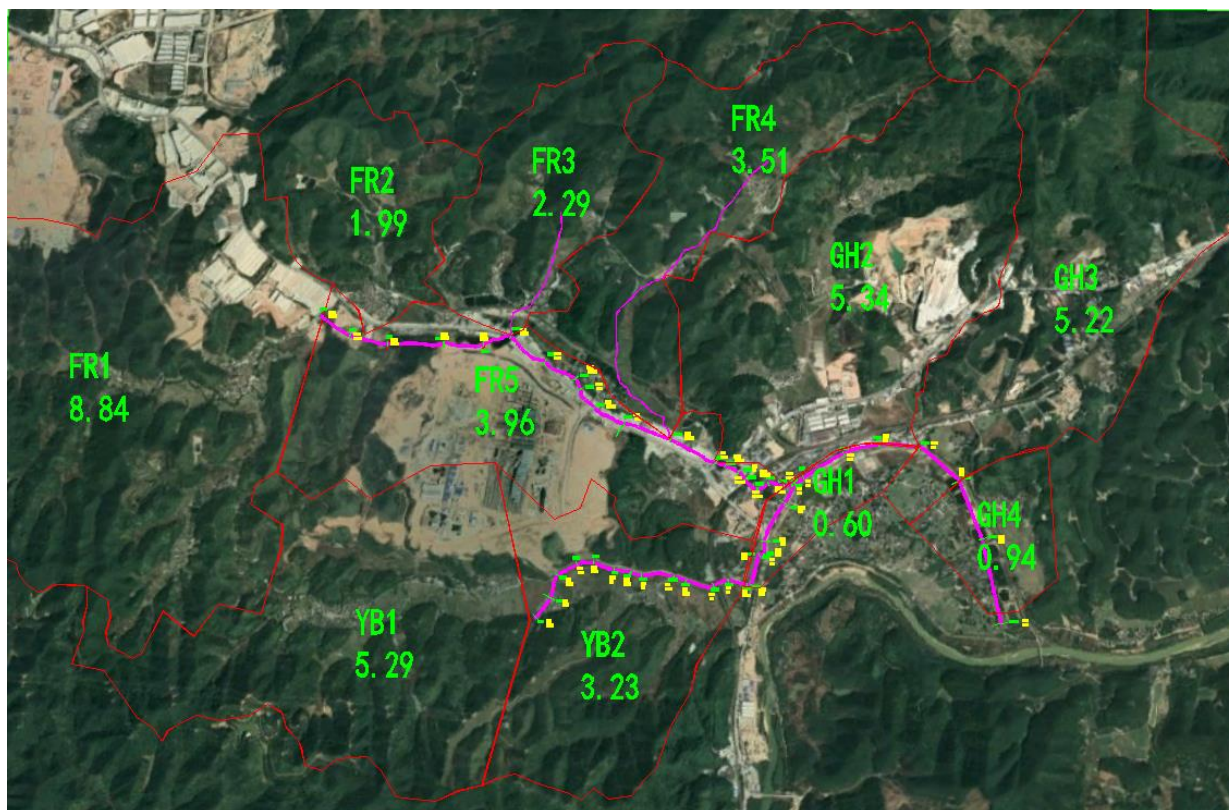 FR4
3.51
FR3
2.29
FR2
1.99
GH2
5.34
GH3
5.22
FR1
8.84
FR5
3.96
GH1
0.60
GH4
0.94
YB1
5.29
YB2
3.23